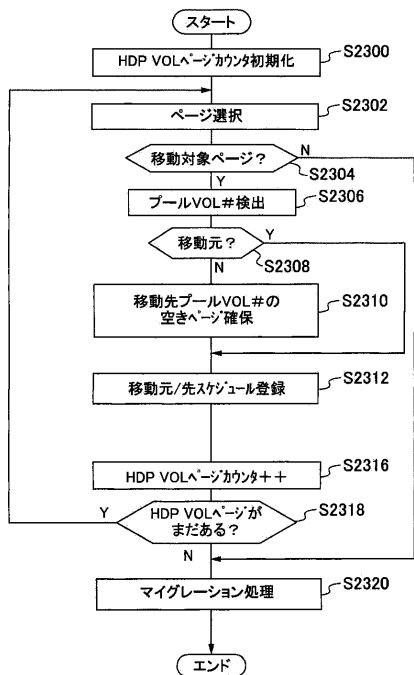 スタート
HDP VOLページカウンタ初期化
S2300
ページ選択
S2302
移動対象ページ?
N
S2304
Y
プールVOL#検出
S2306
移動元?
Y
S2308
N
移動先プールVOL#の
空きページ確保
S2310
移動元/先スケジュール登録
S2312
HDP VOLページカウンタ++
S2316
Y
HDP VOLページが
まだある?
S2318
N
マイグレーション処理
S2320
エンド